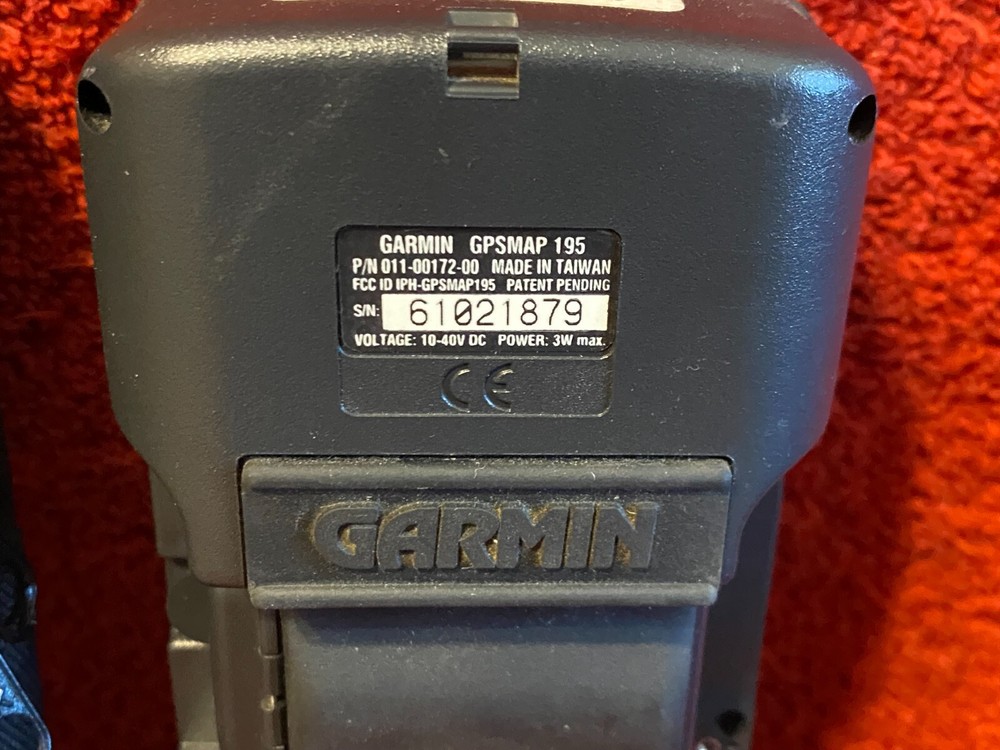 GARMIN GPSMAP 195
P/N 011-00172-00 MADE IN TAIWAN
FCC ID IPH-GPSMAP195 PATENT PENDING
S/N: 61021879
VOLTAGE: 10-40V DC POWER: 3W max.
CE
GARMIN